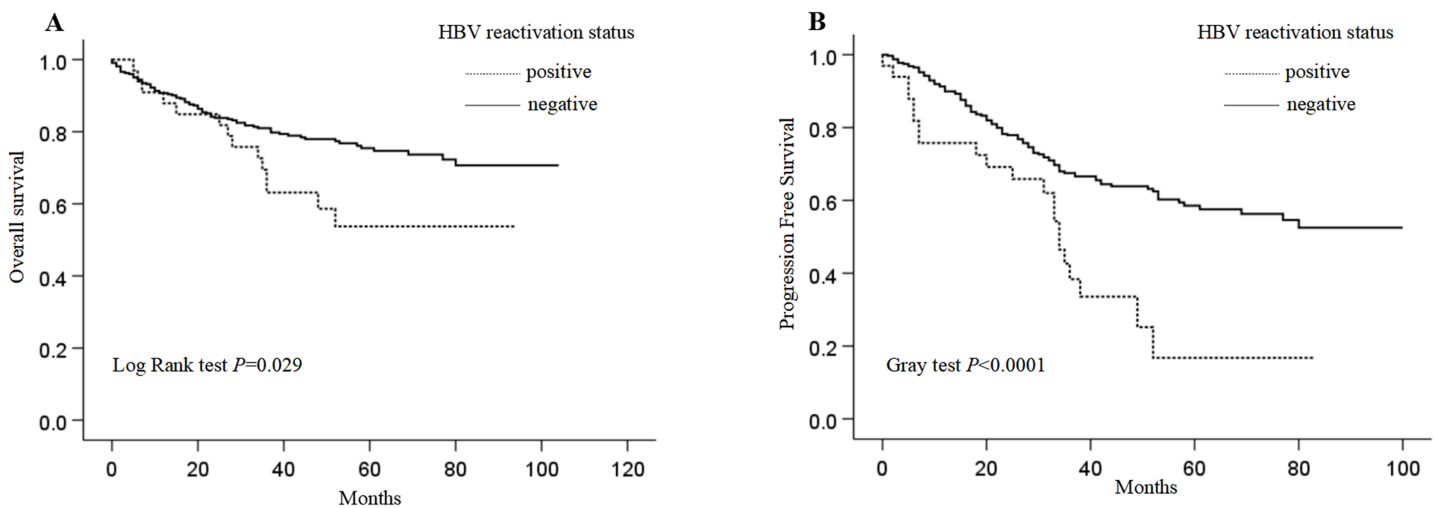 A
HBV reactivation status
positive
negative
1.0
0.8
0.6
0.4
0.2
0.0
Overall survival
Log Rank test P=0.029
0 20 40 60 80 100 120
Months
B
HBV reactivation status
positive
negative
1.0
0.8
0.6
0.4
0.2
0.0
Progression Free Survival
Gray test P<0.0001
0 20 40 60 80 100
Months